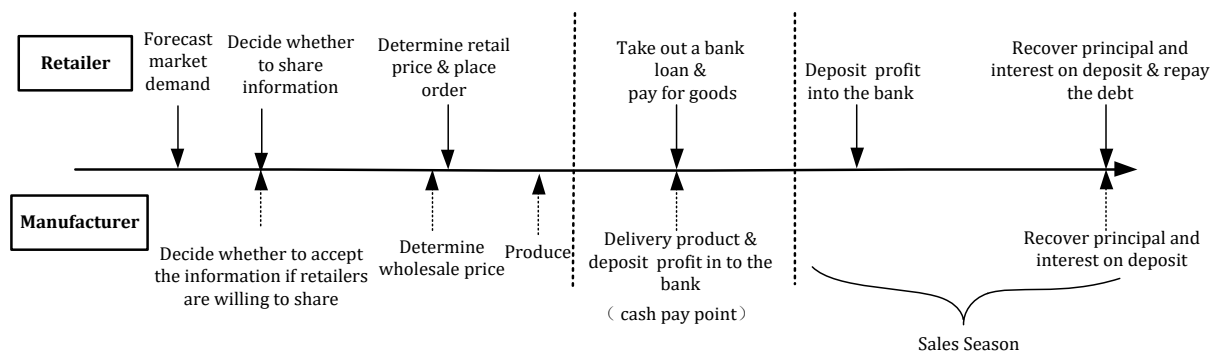 Retailer
Forecast
market
demand
Decide whether
to share
information
Determine retail
price & place
order
Take out a bank
loan &
pay for goods
Deposit profit
into the bank
Recover principal and
interest on deposit & repay
the debt
Manufacturer
Decide whether to accept
the information if retailers
are willing to share
Determine
wholesale price
Produce
Delivery product &
deposit profit in to the
bank
( cash pay point)
Recover principal and
interest on deposit
Sales Season